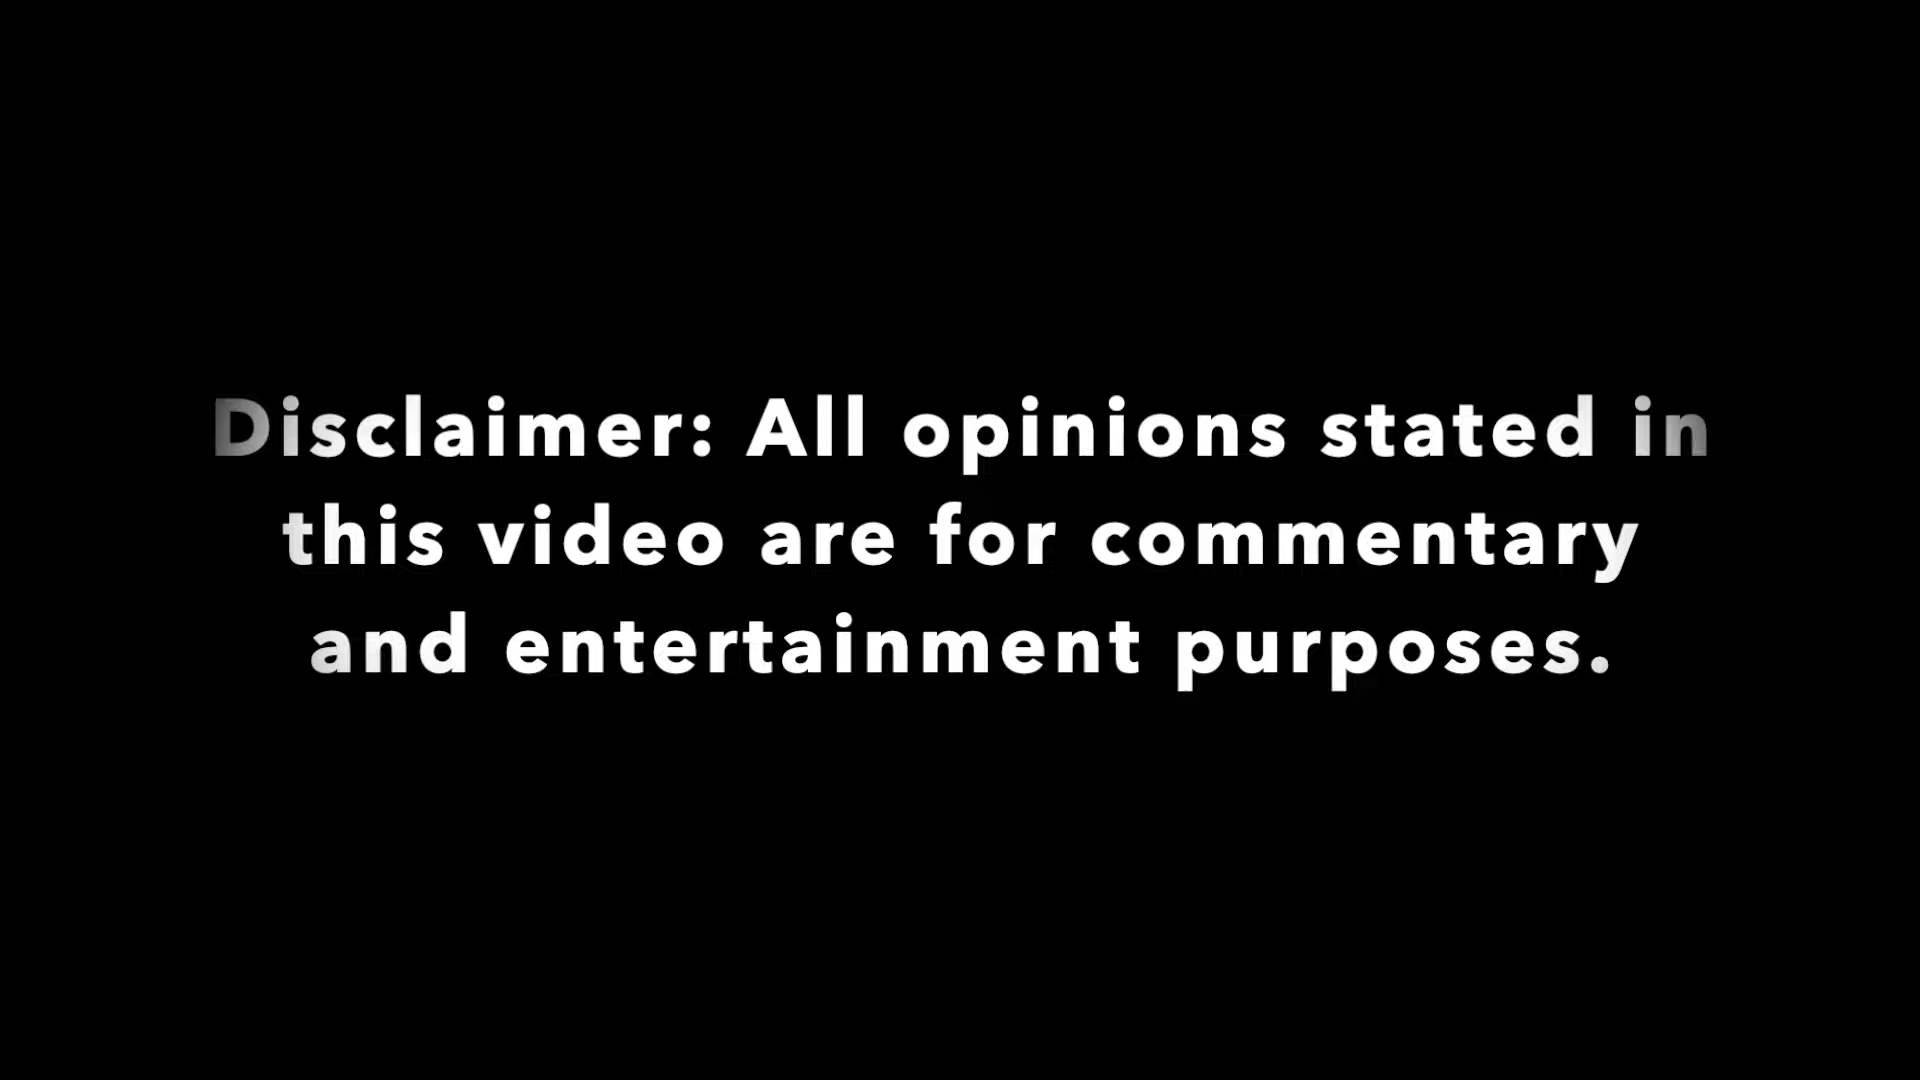 Disclaimer: All opinions stated in
this video are for commentary
and entertainment purposes.